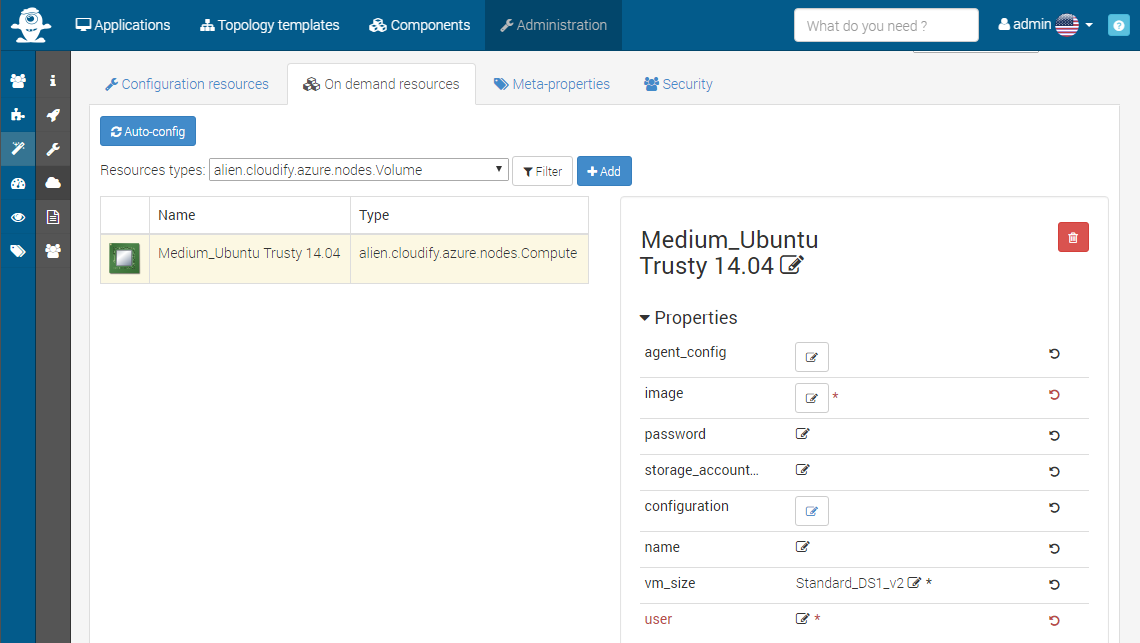 Applications Topology templates Components Administration What do you need ? admin
Configuration resources On demand resources Meta-properties Security
Auto-config
Resources types: alien.cloudify.azure.nodes.Volume Filter Add
Name Type
Medium_Ubuntu Trusty 14.04 alien.cloudify.azure.nodes.Compute
Medium_Ubuntu
Trusty 14.04
Properties
agent_config
image *
password
storage_account...
configuration
name
vm_size Standard_DS1_v2 *
user *